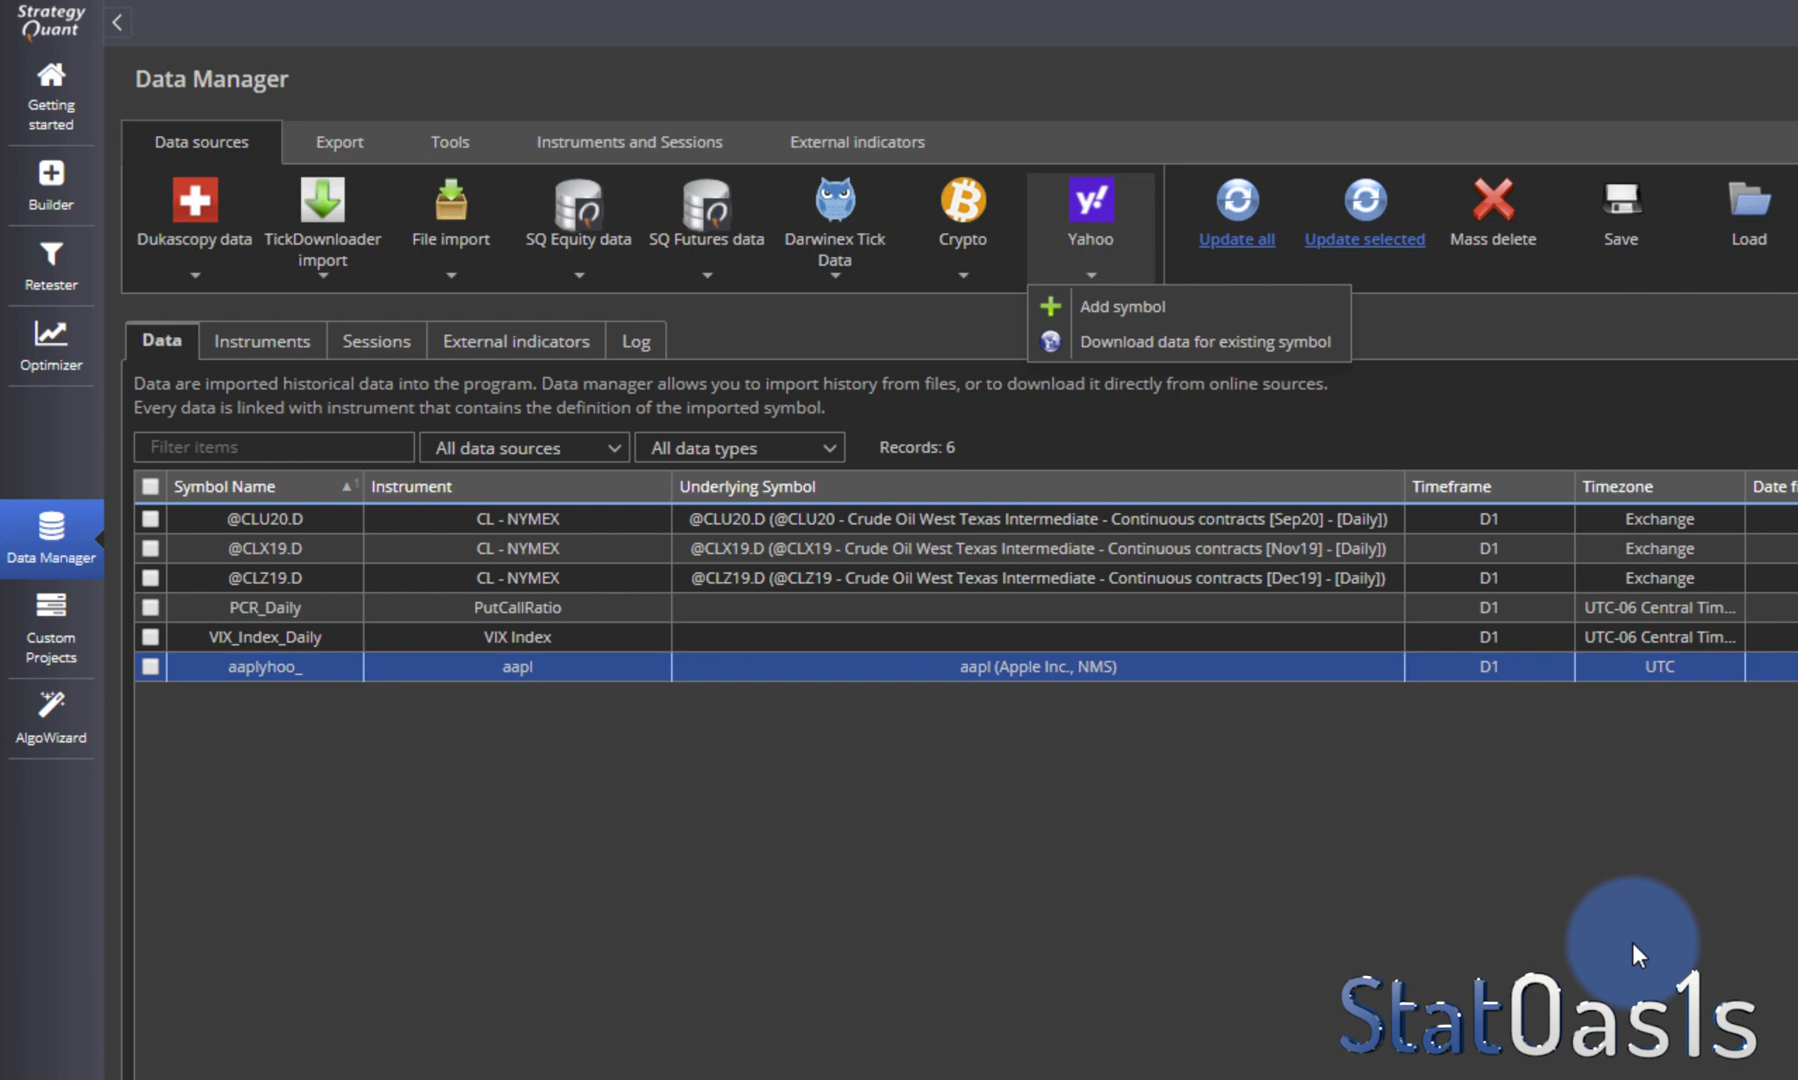 Strategy
Quant
Getting
started
Builder
Retester
Optimizer
Data Manager
Custom
Projects
AlgoWizard
Data Manager
Data sources
Export
Tools
Instruments and Sessions
External indicators
Dukascopy data
TickDownloader
import
File import
SQ Equity data
SQ Futures data
Darwinex Tick
Data
Crypto
y!
Yahoo
Update all
Update selected
Mass delete
Save
Load
Add symbol
Download data for existing symbol
Data
Instruments
Sessions
External indicators
Log
Data are imported historical data into the program. Data manager allows you to import history from files, or to download it directly from online sources.
Every data is linked with instrument that contains the definition of the imported symbol.
Filter items
All data sources
All data types
Records: 6
Symbol Name 1 Instrument Underlying Symbol Timeframe Timezone Date f
@CLU20.D CL - NYMEX @CLU20.D (@CLU20 - Crude Oil West Texas Intermediate - Continuous contracts [Sep20] - [Daily]) D1 Exchange
@CLX19.D CL - NYMEX @CLX19.D (@CLX19 - Crude Oil West Texas Intermediate - Continuous contracts [Nov19] - [Daily]) D1 Exchange
@CLZ19.D CL - NYMEX @CLZ19.D (@CLZ19 - Crude Oil West Texas Intermediate - Continuous contracts [Dec19] - [Daily]) D1 Exchange
PCR_Daily PutCallRatio D1 UTC-06 Central Tim...
VIX_Index_Daily VIX Index D1 UTC-06 Central Tim...
aaplyhoo_ aapl aapl (Apple Inc., NMS) D1 UTC
StatOas1s